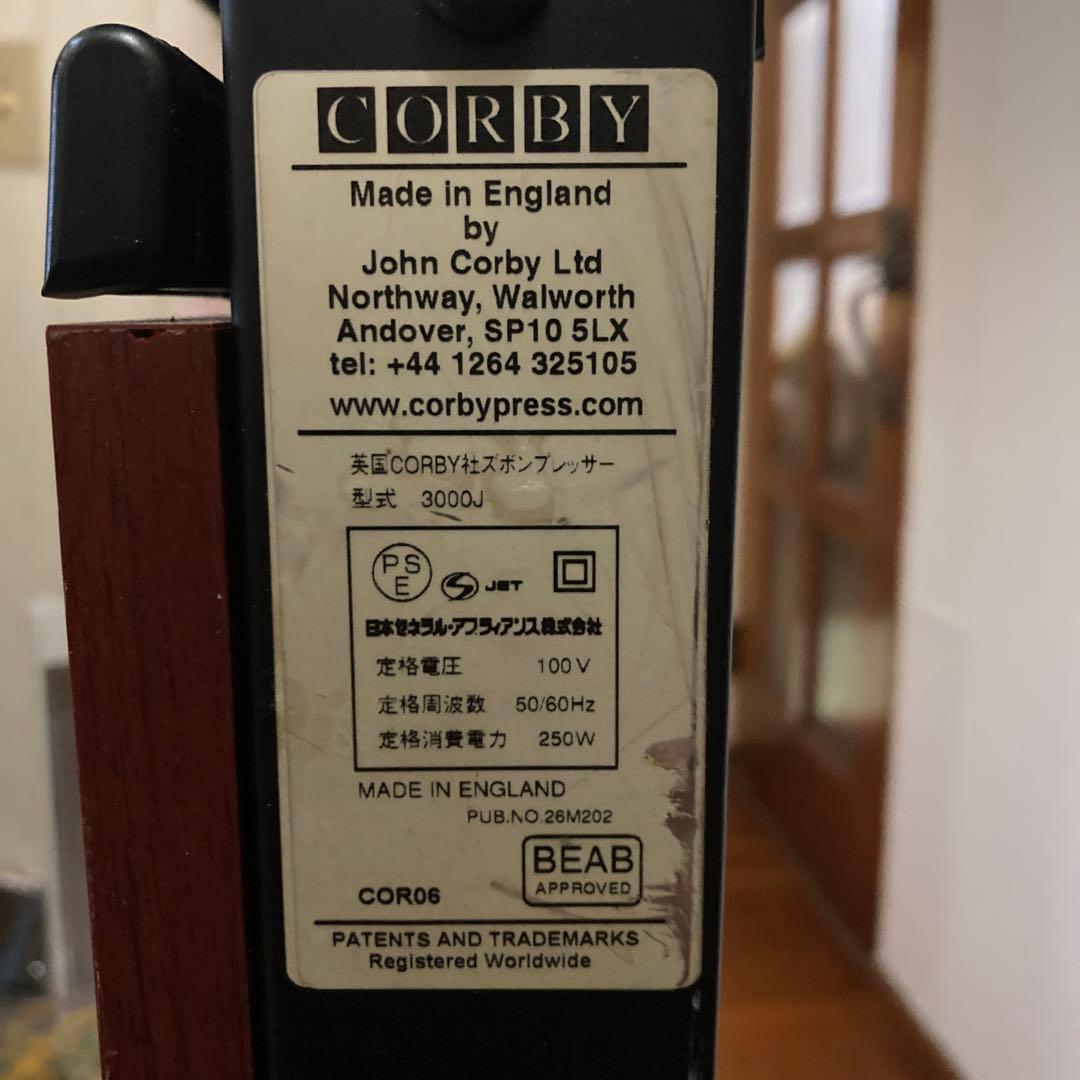 CORBY
Made in England
by
John Corby Ltd
Northway, Walworth
Andover, SP10 5LX
tel: +44 1264 325105
www.corbypress.com
英国CORBY社ズボンプレッサー
型式 3000J
PS
E
JET
日本ゼネラル・アプライアンス株式会社
定格電圧 100V
定格周波数 50/60Hz
定格消費電力 250W
MADE IN ENGLAND
PUB.NO.26M202
BEAB
APPROVED
COR06
PATENTS AND TRADEMARKS
Registered Worldwide